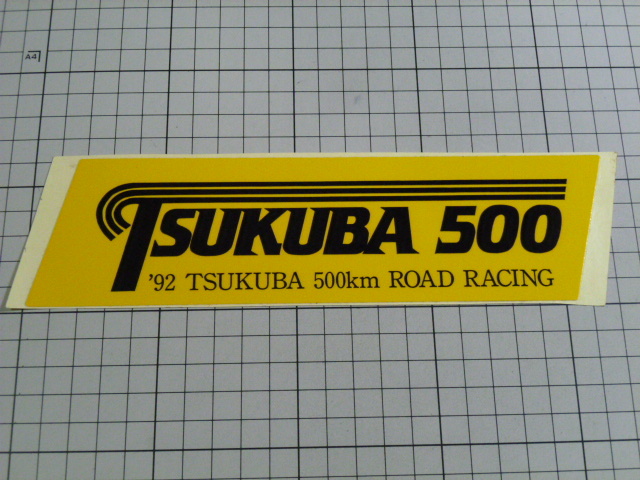 A4
TSUKUBA 500
'92 TSUKUBA 500km ROAD RACING